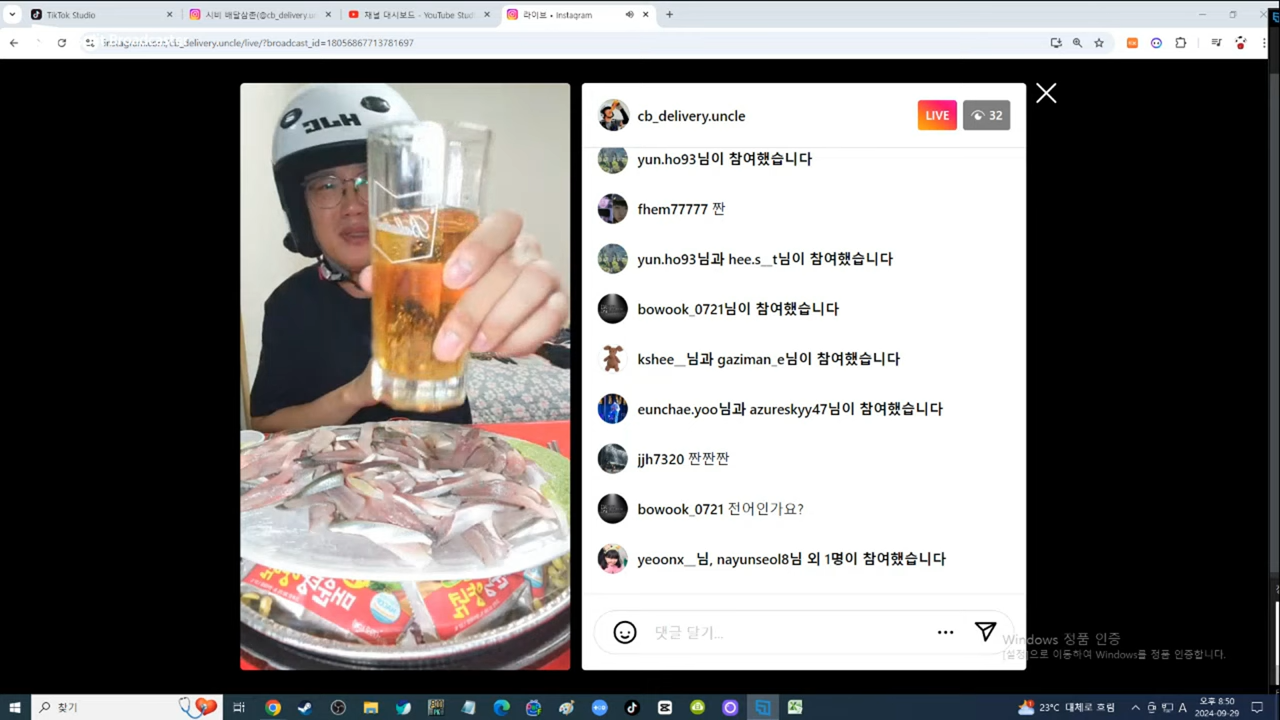 TikTok Studio
시비 배달삼촌(@cb_delivery.un
채널 대시보드 - YouTube Stud
라이브 • Instagram
delivery.uncle/live/?broadcast_id=18056867713781697
JLH
cb_delivery.uncle
LIVE
32
yun.ho93님이 참여했습니다
fhem77777 짠
yun.ho93님과 hee.s__t님이 참여했습니다
bowook_0721님이 참여했습니다
kshee__님과 gaziman_e님이 참여했습니다
eunchae.yoo님과 azureskyy47님이 참여했습니다
jjh7320 짠짠짠
bowook_0721 전어인가요?
yeoonx__님, nayunseol8님 외 1명이 참여했습니다
댓글 달기...
Windows 정품 인증
[설정]으로 이동하여 Windows를 정품 인증합니다.
찾기
23°C 대체로 흐림
A
오후 8:50
2024-09-29